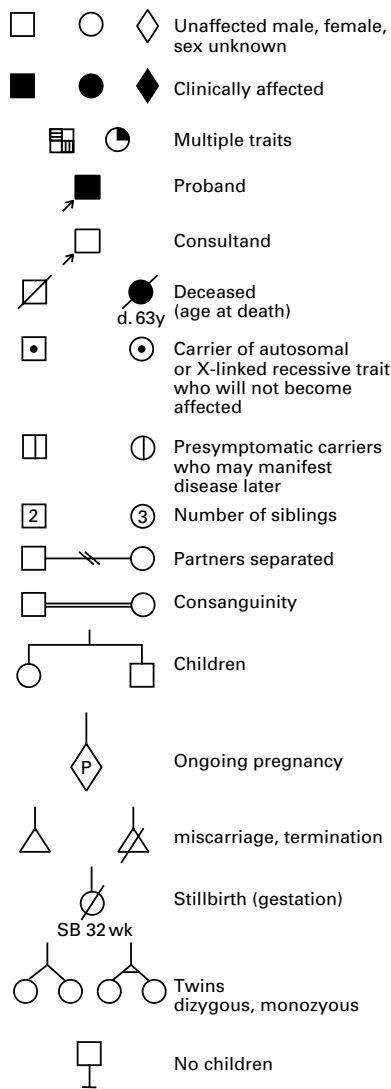 Unaffected male, female,
sex unknown
Clinically affected
Multiple traits
Proband
Consultand
Deceased
(age at death)
d. 63y
Carrier of autosomal
or X-linked recessive trait
who will not become
affected
Presymptomatic carriers
who may manifest
disease later
2 3 Number of siblings
Partners separated
Consanguinity
Children
P Ongoing pregnancy
miscarriage, termination
Stillbirth (gestation)
SB 32 wk
Twins
dizygous, monozyous
No children